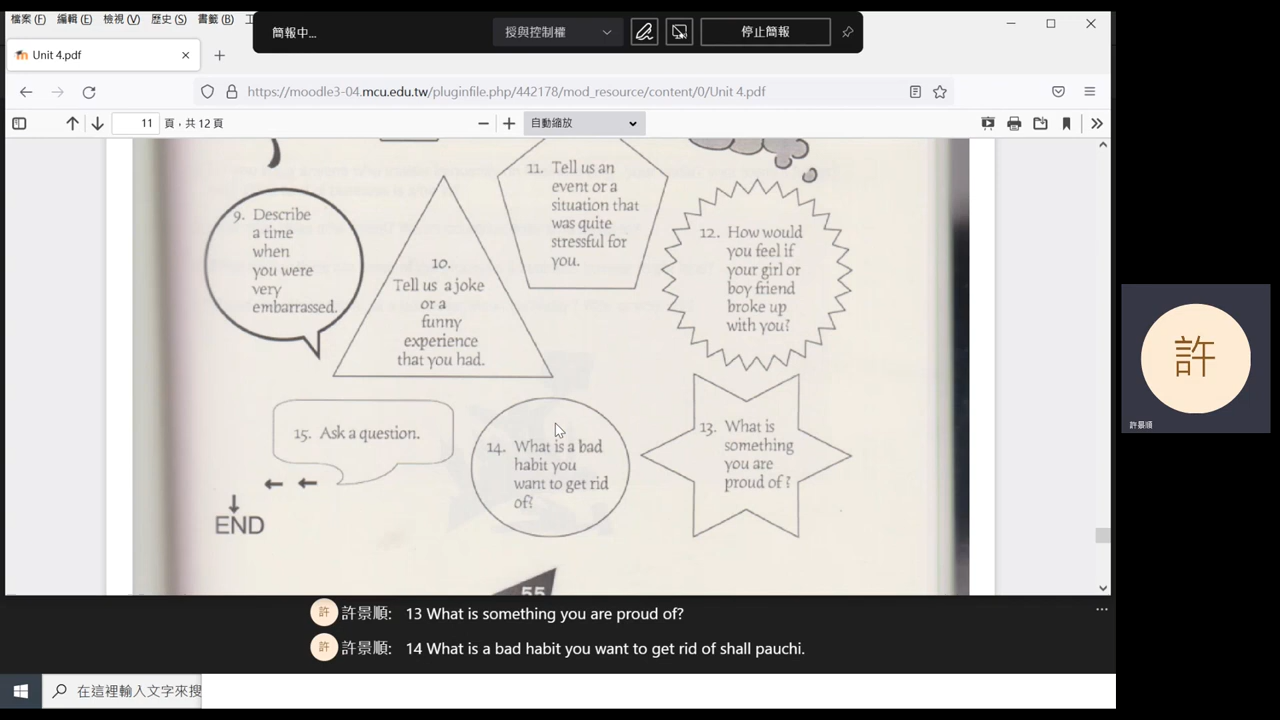 檔案(F) 編輯(E) 檢視(V) 歷史(S) 書籤(B)
簡報中...
授與控制權
停止簡報
Unit 4.pdf
https://moodle3-04.mcu.edu.tw/pluginfile.php/442178/mod_resource/content/0/Unit 4.pdf
11 頁，共 12 頁
自動縮放
9. Describe
a time
when
you were
very
embarrassed.
10.
Tell us a joke
or a
funny
experience
that you had.
11. Tell us an
event or a
situation that
was quite
stressful for
you.
12. How would
you feel if
your girl or
boy friend
broke up
with you?
15. Ask a question.
14. What is a bad
habit you
want to get rid
of?
13. What is
something
you are
proud of?
END
55
許
許景順
許 許景順: 13 What is something you are proud of?
許 許景順: 14 What is a bad habit you want to get rid of shall pauchi.
在這裡輸入文字來搜